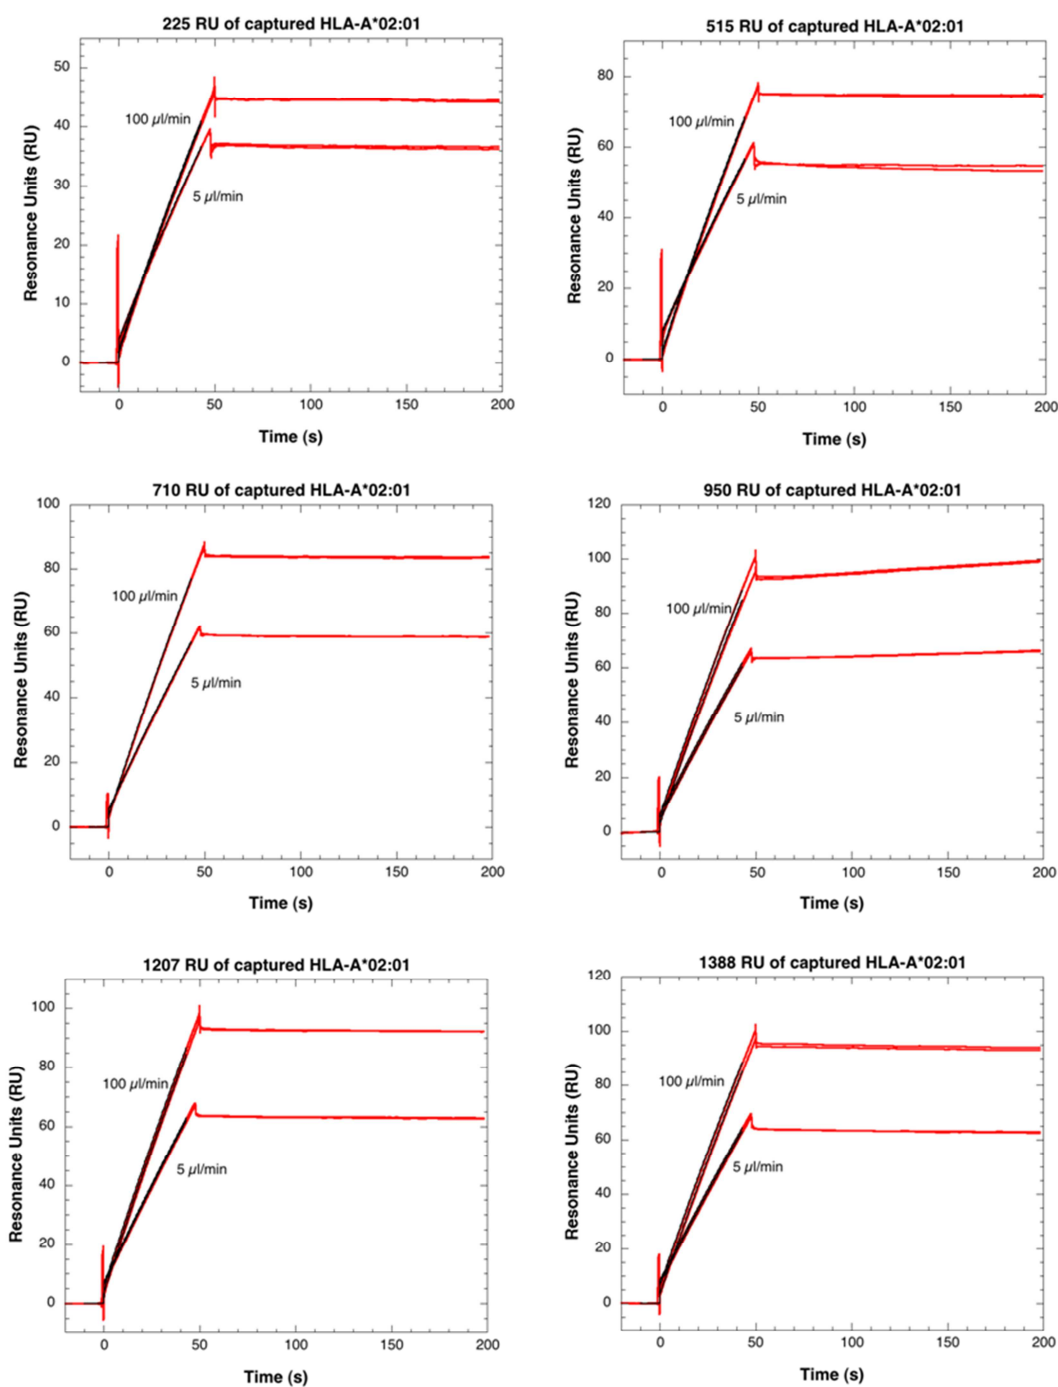 225 RU of captured HLA-A*02:01
Resonance Units (RU)
50
40
30
20
10
0
100 µl/min
5 µl/min
0
50
100
150
200
Time (s)
515 RU of captured HLA-A*02:01
Resonance Units (RU)
80
60
40
20
0
100 µl/min
5 µl/min
0
50
100
150
200
Time (s)
710 RU of captured HLA-A*02:01
Resonance Units (RU)
100
80
60
40
20
0
100 µl/min
5 µl/min
0
50
100
150
200
Time (s)
950 RU of captured HLA-A*02:01
Resonance Units (RU)
120
100
80
60
40
20
0
100 µl/min
5 µl/min
0
50
100
150
200
Time (s)
1207 RU of captured HLA-A*02:01
Resonance Units (RU)
100
80
60
40
20
0
100 µl/min
5 µl/min
0
50
100
150
200
Time (s)
1388 RU of captured HLA-A*02:01
Resonance Units (RU)
120
100
80
60
40
20
0
100 µl/min
5 µl/min
0
50
100
150
200
Time (s)